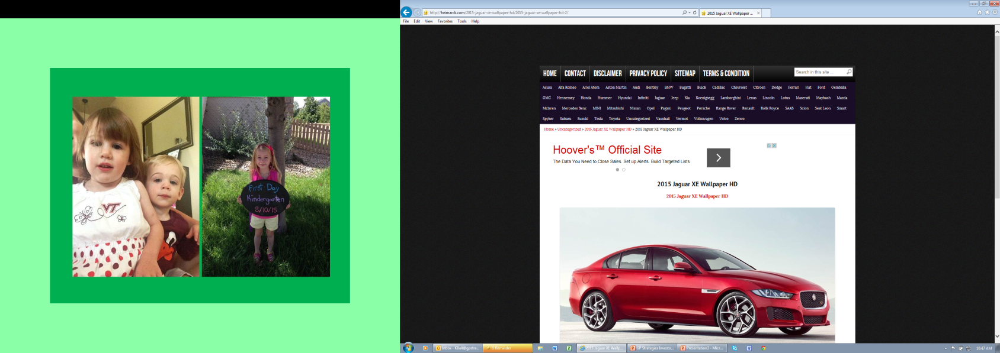 VT
First Day
Kindergarten
8/10/15
http://heimarck.com/2015-jaguar-xe-wallpaper-hd/2015-jaguar-xe-wallpaper-hd-2/
2015 Jaguar XE Wallpaper ...
File Edit View Favorites Tools Help
HOME CONTACT DISCLAIMER PRIVACY POLICY SITEMAP TERMS & CONDITION
Search in this site ...
Acura Alfa Romeo Ariel Atom Aston Martin Audi Bentley BMW Bugatti Buick Cadillac Chevrolet Citroen Dodge Ferrari Fiat Ford Gemballa
GMC Hennessey Honda Hummer Hyundai Infiniti Jaguar Jeep Kia Koenigsegg Lamborghini Lexus Lincoln Lotus Maserati Maybach Mazda
Mclaren Mercedes Benz MINI Mitsubishi Nissan Opel Pagani Peugeot Porsche Range Rover Renault Rolls Royce SAAB Scion Seat Leon Smart
Spyker Subaru Suzuki Tesla Toyota Uncategorized Vauxhall Vermot Volkswagen Volvo Zenvo
Home » Uncategorized » 2015 Jaguar XE Wallpaper HD » 2015 Jaguar XE Wallpaper HD
Hoover's™ Official Site
The Data You Need to Close Sales. Set up Alerts. Build Targeted Lists
2015 Jaguar XE Wallpaper HD
2015 Jaguar XE Wallpaper HD
Inbox - KBall@gpstra... 1 Reminder 2015 Jaguar XE Wallp... GP Strategies Investo... Presentation3 - Micr... 10:47 AM